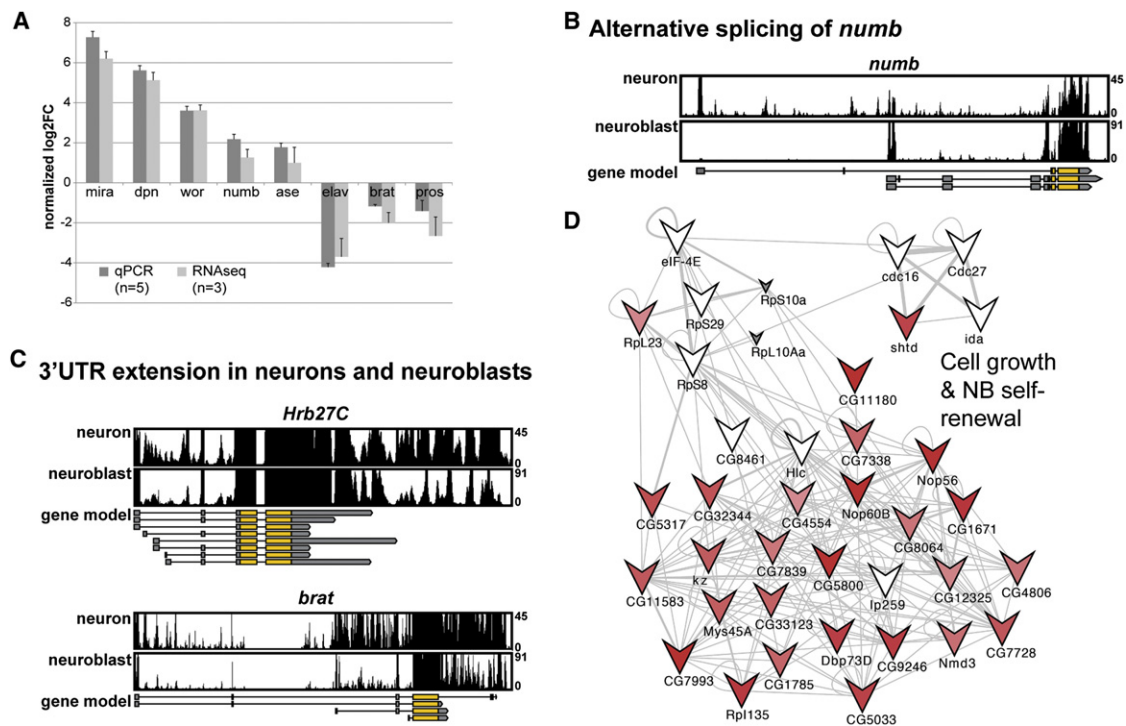 A
normalized log2FC
8
6
4
2
0
-2
-4
-6
mira dpn wor numb ase elav brat pros
qPCR (n=5)
RNAseq (n=3)
B Alternative splicing of numb
numb
neuron 45 0
neuroblast 91 0
gene model
C 3'UTR extension in neurons and neuroblasts
Hrb27C
neuron 45 0
neuroblast 91 0
gene model
brat
neuron 45 0
neuroblast 91 0
gene model
D
eIF-4E
cdc16
Cdc27
RpS10a
RpS29
RpL23
RpL10Aa
shtd
ida
RpS8
Cell growth
& NB self-
renewal
CG11180
CG8461
Hlc
CG7338
Nop56
CG5317
CG32344
CG4554
Nop60B
CG1671
CG8064
kz
CG7839
CG5800
Ip259
CG12325
CG4806
CG11583
Mys45A
CG33123
Dbp73D
CG9246
Nmd3
CG7728
CG7993
CG1785
RpI135
CG5033